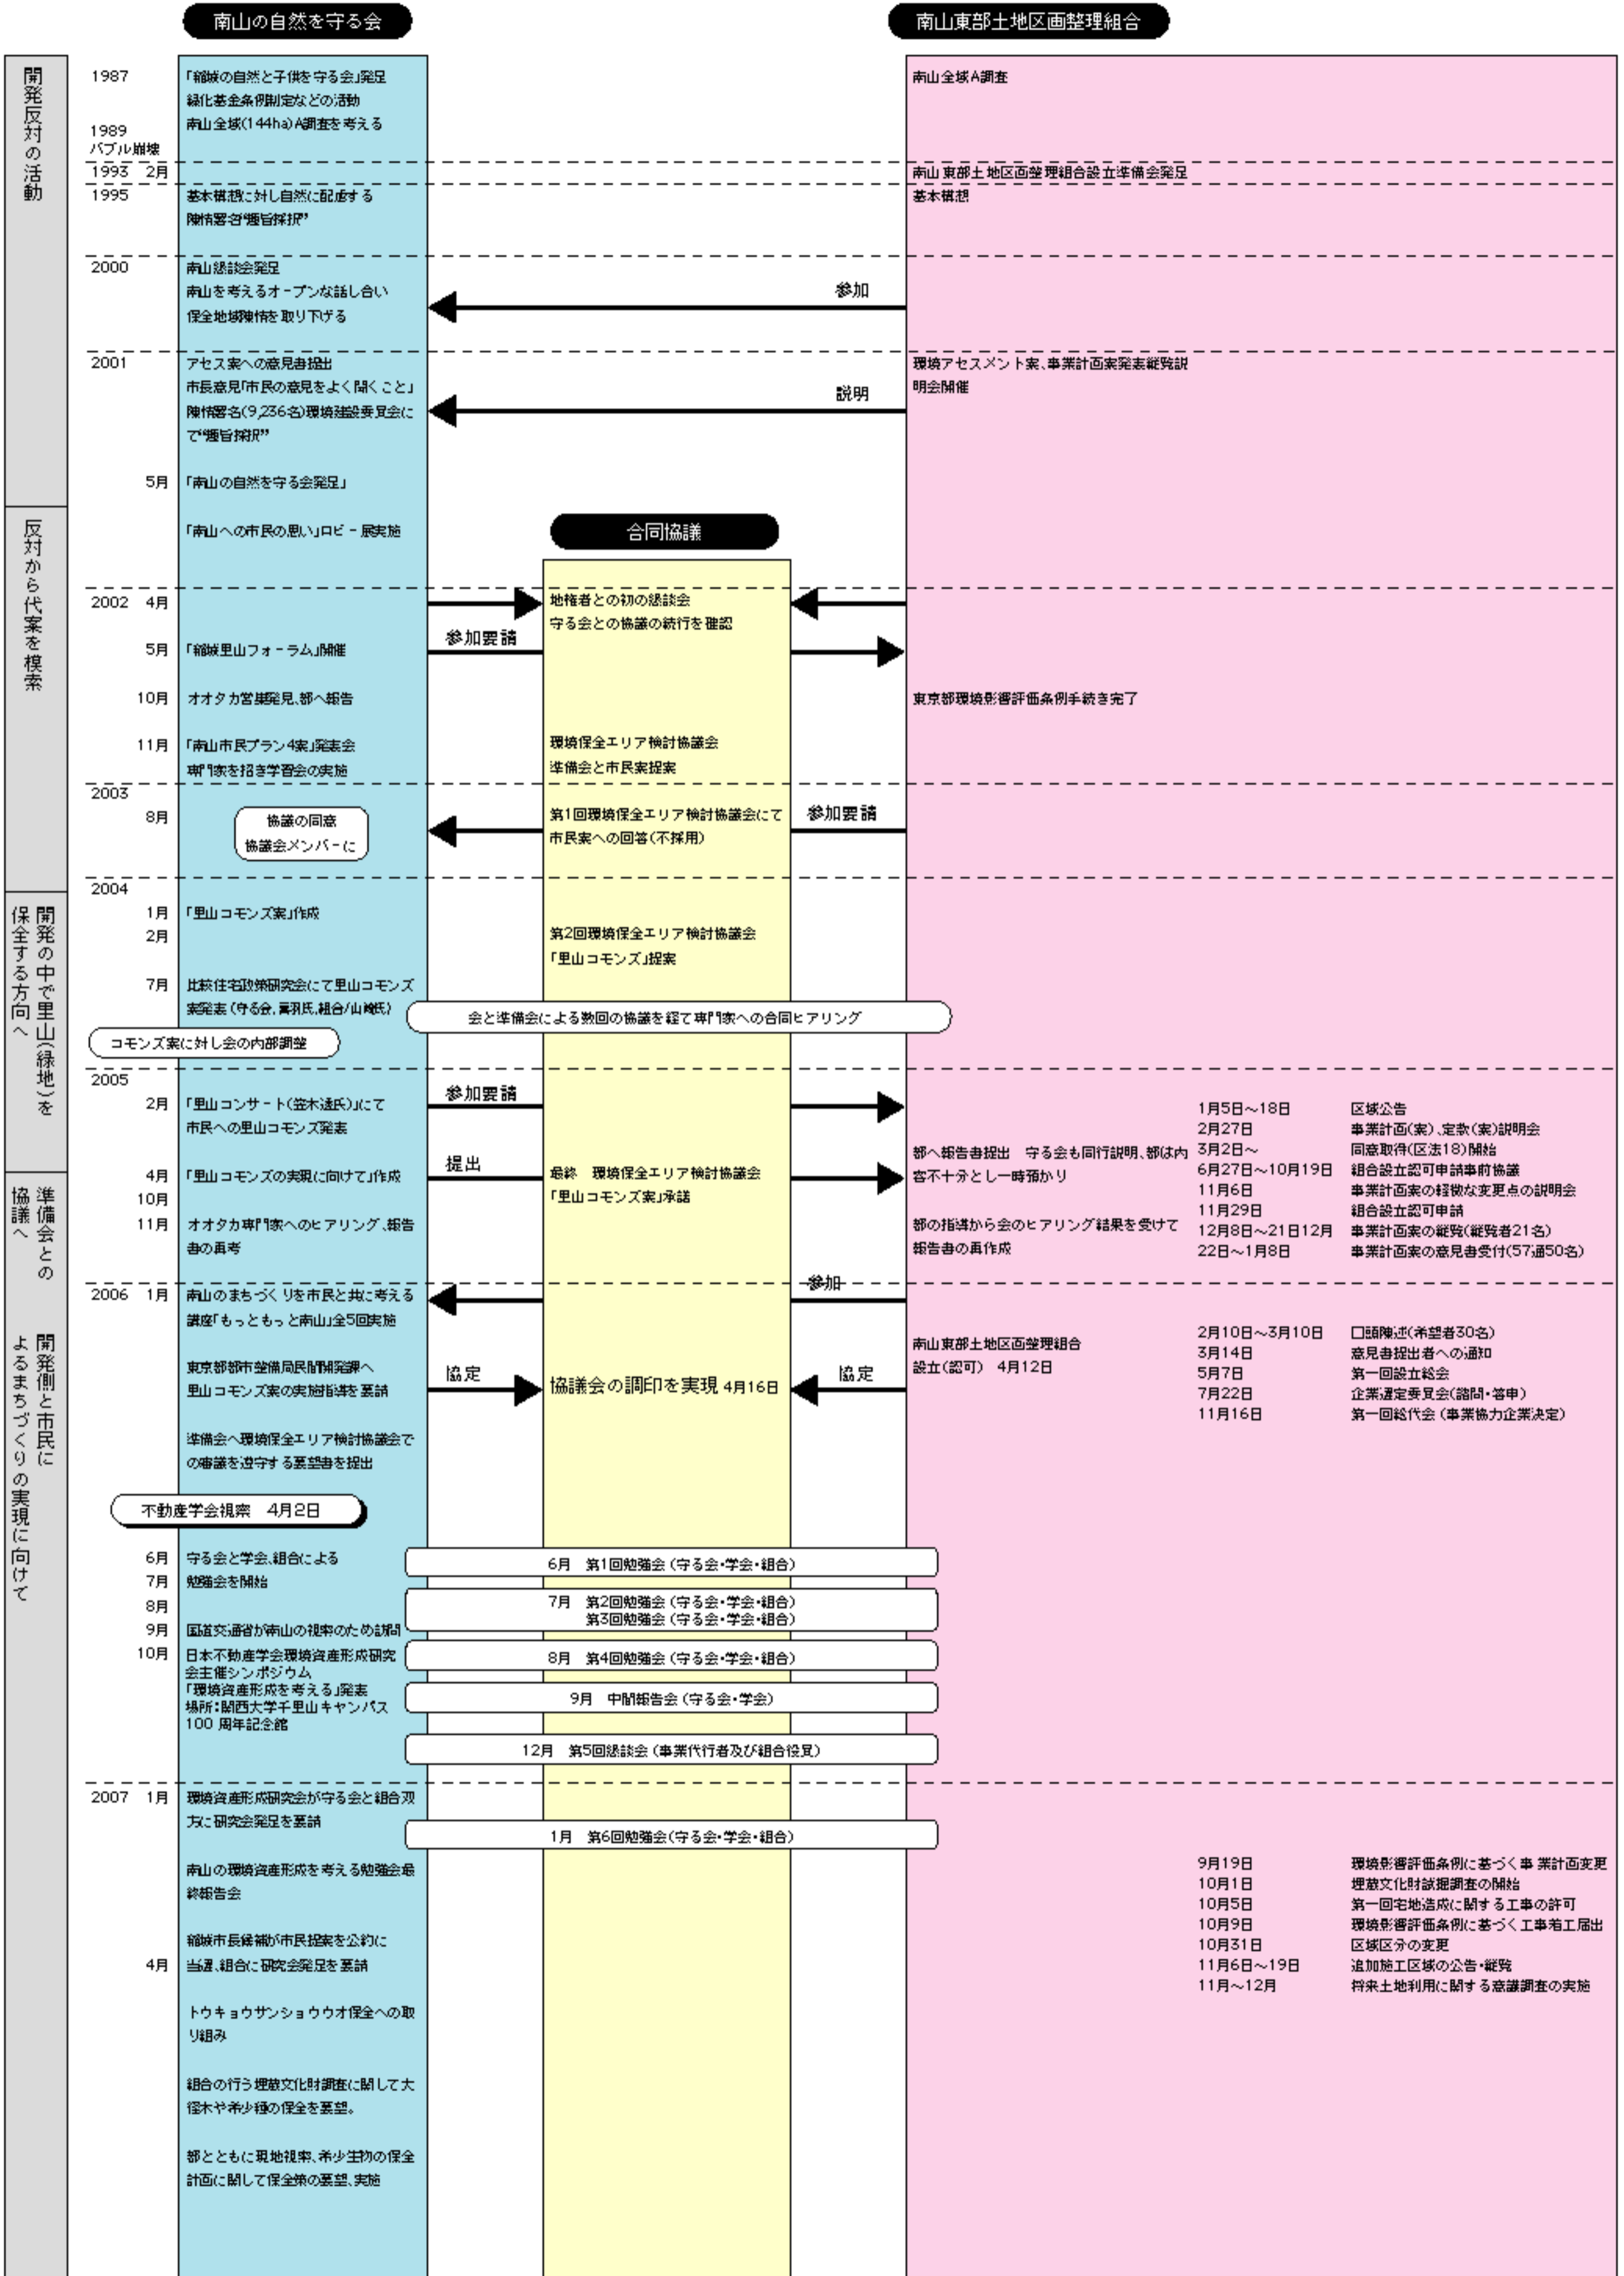 南山の自然を守る会
南山東部土地区画整理組合
開発反対の活動
1987
「稲城の自然と子供を守る会」発足
南山全域A調査
緑化基金条例制定などの活動
南山全域(144ha)A調査を考える
1989
バブル崩壊
1993 2月
南山東部土地区画整理組合設立準備会発足
1995
基本構想に対し自然に配慮する
基本構想
陳情署名“趣旨採択”
2000
南山懇談会発足
南山を考えるオープンな話し合い
参加
保全地域陳情を取り下げる
2001
アセス案への意見書提出
環境アセスメント案、事業計画案発表縦覧説
市長意見「市民の意見をよく聞くこと」
説明
明会開催
陳情署名(9,236名)環境建設委員会に
て“趣旨採択”
5月
「南山の自然を守る会発足」
反対から代案を模索
「南山への市民の思い」ロビー展実施
合同協議
2002 4月
地権者との初の懇談会
守る会との協議の続行を確認
参加要請
5月
「稲城里山フォーラム」開催
10月
オオタカ営巣発見、都へ報告
東京都環境影響評価条例手続き完了
11月
「南山市民プラン4案」発表会
環境保全エリア検討協議会
専門家を招き学習会の実施
準備会と市民案提案
2003
8月
協議の同意
協議会メンバーに
第1回環境保全エリア検討協議会にて
市民案への回答(不採用)
参加要請
2004
開発の中で里山(緑地)を
保全する方向へ
1月
「里山コモンズ案」作成
2月
第2回環境保全エリア検討協議会
「里山コモンズ」提案
7月
比較住宅政策研究会にて里山コモンズ
案発表(守る会,    氏,組合/山崎氏)
会と準備会による数回の協議を経て専門家への合同ヒアリング
コモンズ案に対し会の内部調整
2005
参加要請
2月
「里山コンサート(笠木透氏)」にて
市民への里山コモンズ発表
1月5日~18日 区域公告
2月27日 事業計画(案)、定款(案)説明会
3月2日~ 同意取得(区法18)開始
6月27日~10月19日 組合設立認可申請事前協議
11月6日 事業計画案の軽微な変更点の説明会
11月29日 組合設立認可申請
12月8日~21日12月 事業計画案の縦覧(縦覧者21名)
22日~1月8日 事業計画案の意見書受付(57通50名)
準備会との
協議へ
提出
4月
「里山コモンズの実現に向けて」作成
最終 環境保全エリア検討協議会
「里山コモンズ案」承諾
都へ報告書提出 守る会も同行説明、都は内
容不十分とし一時預かり
10月
11月
オオタカ専門家へのヒアリング、報告
書の再考
都の指導から会のヒアリング結果を受けて
報告書の再作成
参加
2006 1月
南山のまちづくりを市民と共に考える
講座「もっともっと南山」全5回実施
開発側と市民に
よるまちづくりの実現に向けて
南山東部土地区画整理組合
設立(認可) 4月12日
2月10日~3月10日 口頭陳述(希望者30名)
3月14日 意見書提出者への通知
5月7日 第一回設立総会
7月22日 企業選定委員会(諮問・答申)
11月16日 第一回総代会(事業協力企業決定)
東京都都市整備局民間開発課へ
里山コモンズ案の実施指導を要請
協定
協議会の調印を実現 4月16日
協定
準備会へ環境保全エリア検討協議会で
の審議を遵守する要望書を提出
不動産学会視察 4月2日
6月
守る会と学会、組合による
6月 第1回勉強会(守る会・学会・組合)
7月
勉強会を開始
7月 第2回勉強会(守る会・学会・組合)
第3回勉強会(守る会・学会・組合)
8月
9月
国道交通省が南山の視察のため訪問
10月
日本不動産学会環境資産形成研究
会主催シンポジウム
8月 第4回勉強会(守る会・学会・組合)
「環境資産形成を考える」発表
場所:関西大学千里山キャンパス
100 周年記念館
9月 中間報告会(守る会・学会)
12月 第5回懇談会(事業代行者及び組合役員)
2007 1月
環境資産形成研究会が守る会と組合双
方に研究会発足を要請
1月 第6回勉強会(守る会・学会・組合)
南山の環境資産形成を考える勉強会最
終報告会
9月19日 環境影響評価条例に基づく事業計画変更
10月1日 埋蔵文化財試掘調査の開始
10月5日 第一回宅地造成に関する工事の許可
10月9日 環境影響評価条例に基づく工事着工届出
10月31日 区域区分の変更
11月6日~19日 追加施工区域の公告・縦覧
11月~12月 将来土地利用に関する意識調査の実施
稲城市長候補が市民提案を公約に
4月
当選、組合に研究会発足を要請
トウキョウサンショウウオ保全への取
り組み
組合の行う埋蔵文化財調査に関して大
径木や希少種の保全を要望。
都とともに現地視察、希少生物の保全
計画に関して保全策の要望、実施